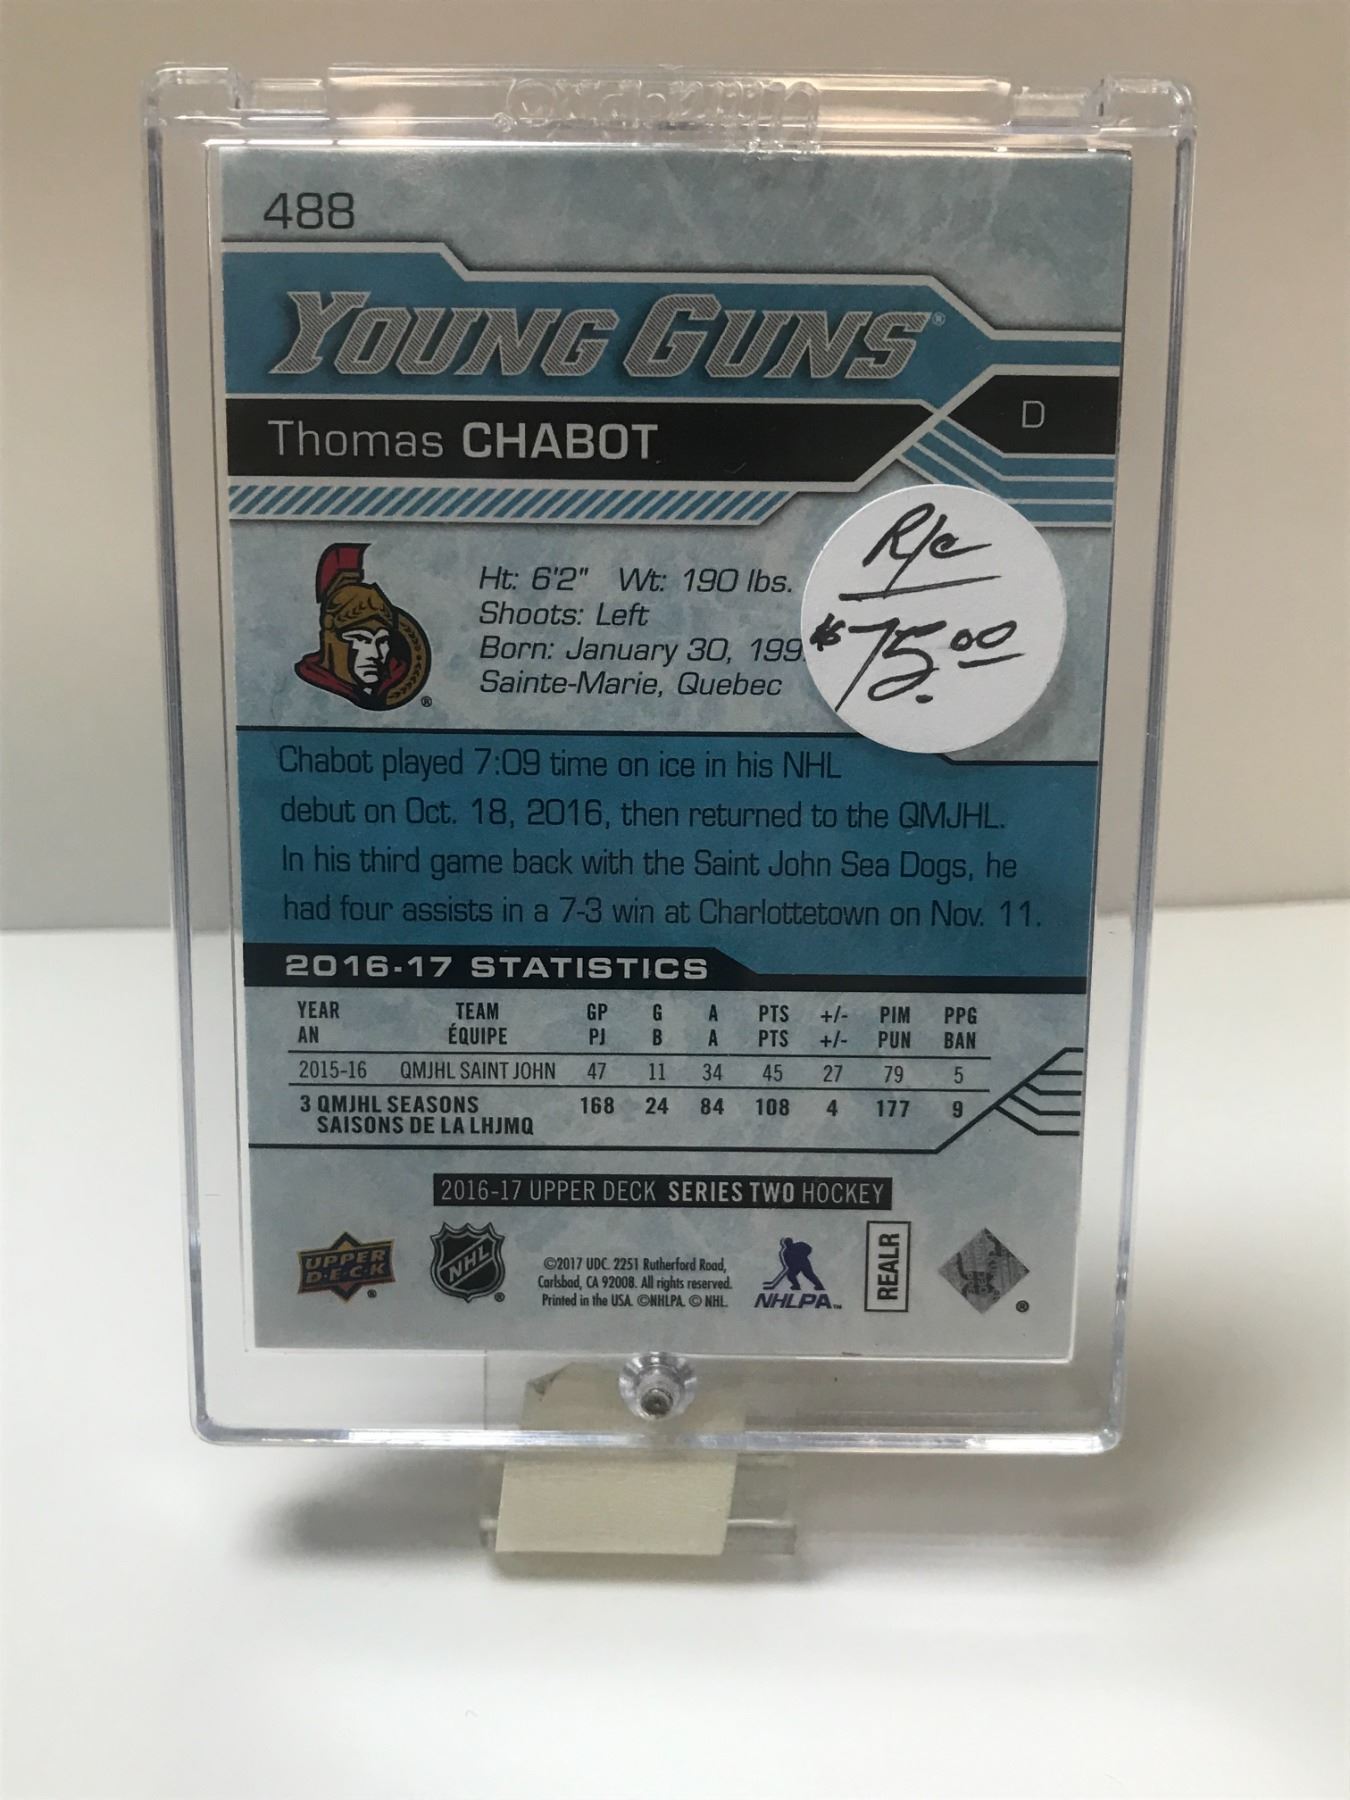 488
YOUNG GUNS®
Thomas CHABOT
D
R/c
$75.00
Ht: 6'2" Wt: 190 lbs.
Shoots: Left
Born: January 30, 199
Sainte-Marie, Quebec
Chabot played 7:09 time on ice in his NHL
debut on Oct. 18, 2016, then returned to the QMJHL.
In his third game back with the Saint John Sea Dogs, he
had four assists in a 7-3 win at Charlottetown on Nov. 11.
2016-17 STATISTICS
YEAR TEAM GP G A PTS +/- PIM PPG
AN ÉQUIPE PJ B A PTS +/- PUN BAN
2015-16 QMJHL SAINT JOHN 47 11 34 45 27 79 5
3 QMJHL SEASONS 168 24 84 108 4 177 9
SAISONS DE LA LHJMQ
2016-17 UPPER DECK SERIES TWO HOCKEY
UPPER DECK®
NHL®
©2017 UDC. 2251 Rutherford Road,
Carlsbad, CA 92008. All rights reserved.
Printed in the USA. ©NHLPA. © NHL.
NHLPA™
REALR
®